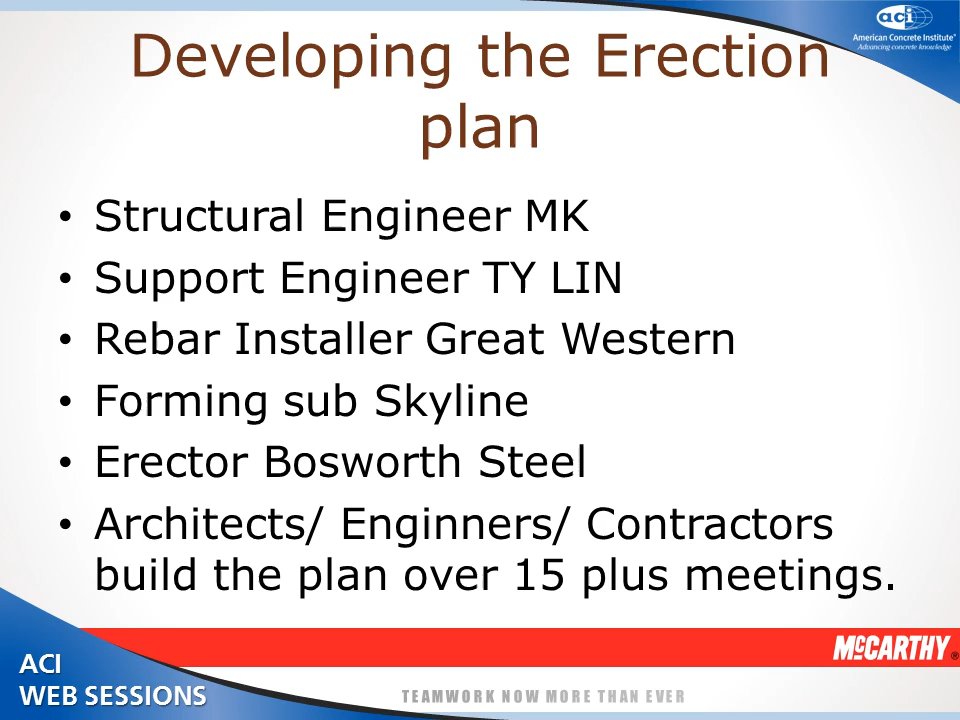 aci
American Concrete Institute®
Advancing concrete knowledge
Developing the Erection
plan
• Structural Engineer MK
• Support Engineer TY LIN
• Rebar Installer Great Western
• Forming sub Skyline
• Erector Bosworth Steel
• Architects/ Enginners/ Contractors
build the plan over 15 plus meetings.
McCARTHY®
ACI
WEB SESSIONS
TEAMWORK NOW MORE THAN EVER